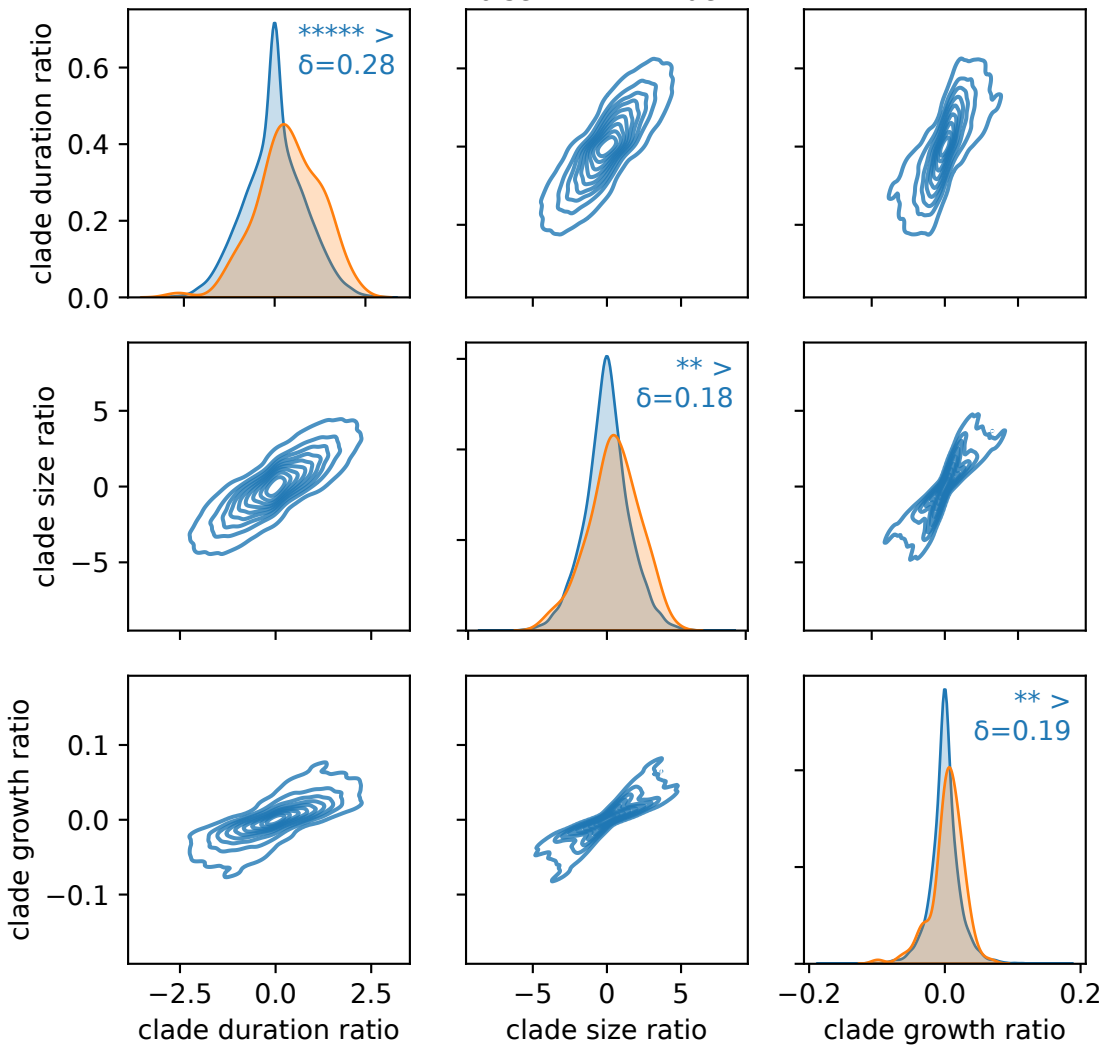 clade duration ratio
0.6
0.4
0.2
0.0
***** >
δ=0.28
clade size ratio
5
0
−5
** >
δ=0.18
clade growth ratio
0.1
0.0
−0.1
** >
δ=0.19
−2.5 0.0 2.5
−5 0 5
−0.2 0.0 0.2
clade duration ratio
clade size ratio
clade growth ratio